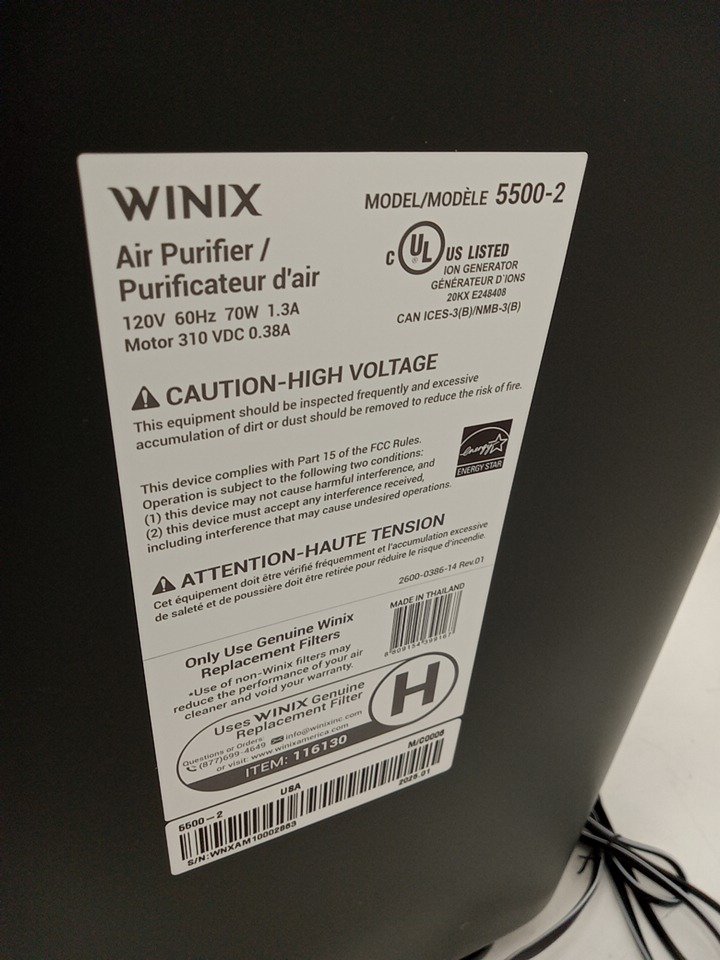 WINIX
MODEL/MODÈLE 5500-2
Air Purifier /
Purificateur d'air
120V 60Hz 70W 1.3A
Motor 310 VDC 0.38A
C UL US LISTED
ION GENERATOR
GÉNÉRATEUR D'IONS
20KX E248408
CAN ICES-3(B)/NMB-3(B)
CAUTION-HIGH VOLTAGE
This equipment should be inspected frequently and excessive
accumulation of dirt or dust should be removed to reduce the risk of fire.
This device complies with Part 15 of the FCC Rules.
Operation is subject to the following two conditions:
(1) this device may not cause harmful interference, and
(2) this device must accept any interference received,
including interference that may cause undesired operations.
energy
ENERGY STAR
ATTENTION-HAUTE TENSION
Cet équipement doit être vérifié fréquemment et l'accumulation excessive
de saleté et de poussière doit être retirée pour réduire le risque d'incendie.
2600-0386-14 Rev.01
Only Use Genuine Winix
Replacement Filters
*Use of non-Winix filters may
reduce the performance of your air
cleaner and void your warranty.
MADE IN THAILAND
8 809154 399167
Uses WINIX Genuine
Replacement Filter
H
Questions or Orders:
(877)699-4649 info@winixinc.com
or visit: www.winixamerica.com
ITEM: 116130
5500-2 USA M/C0006
S/N:WNXAM10002863 2025.01